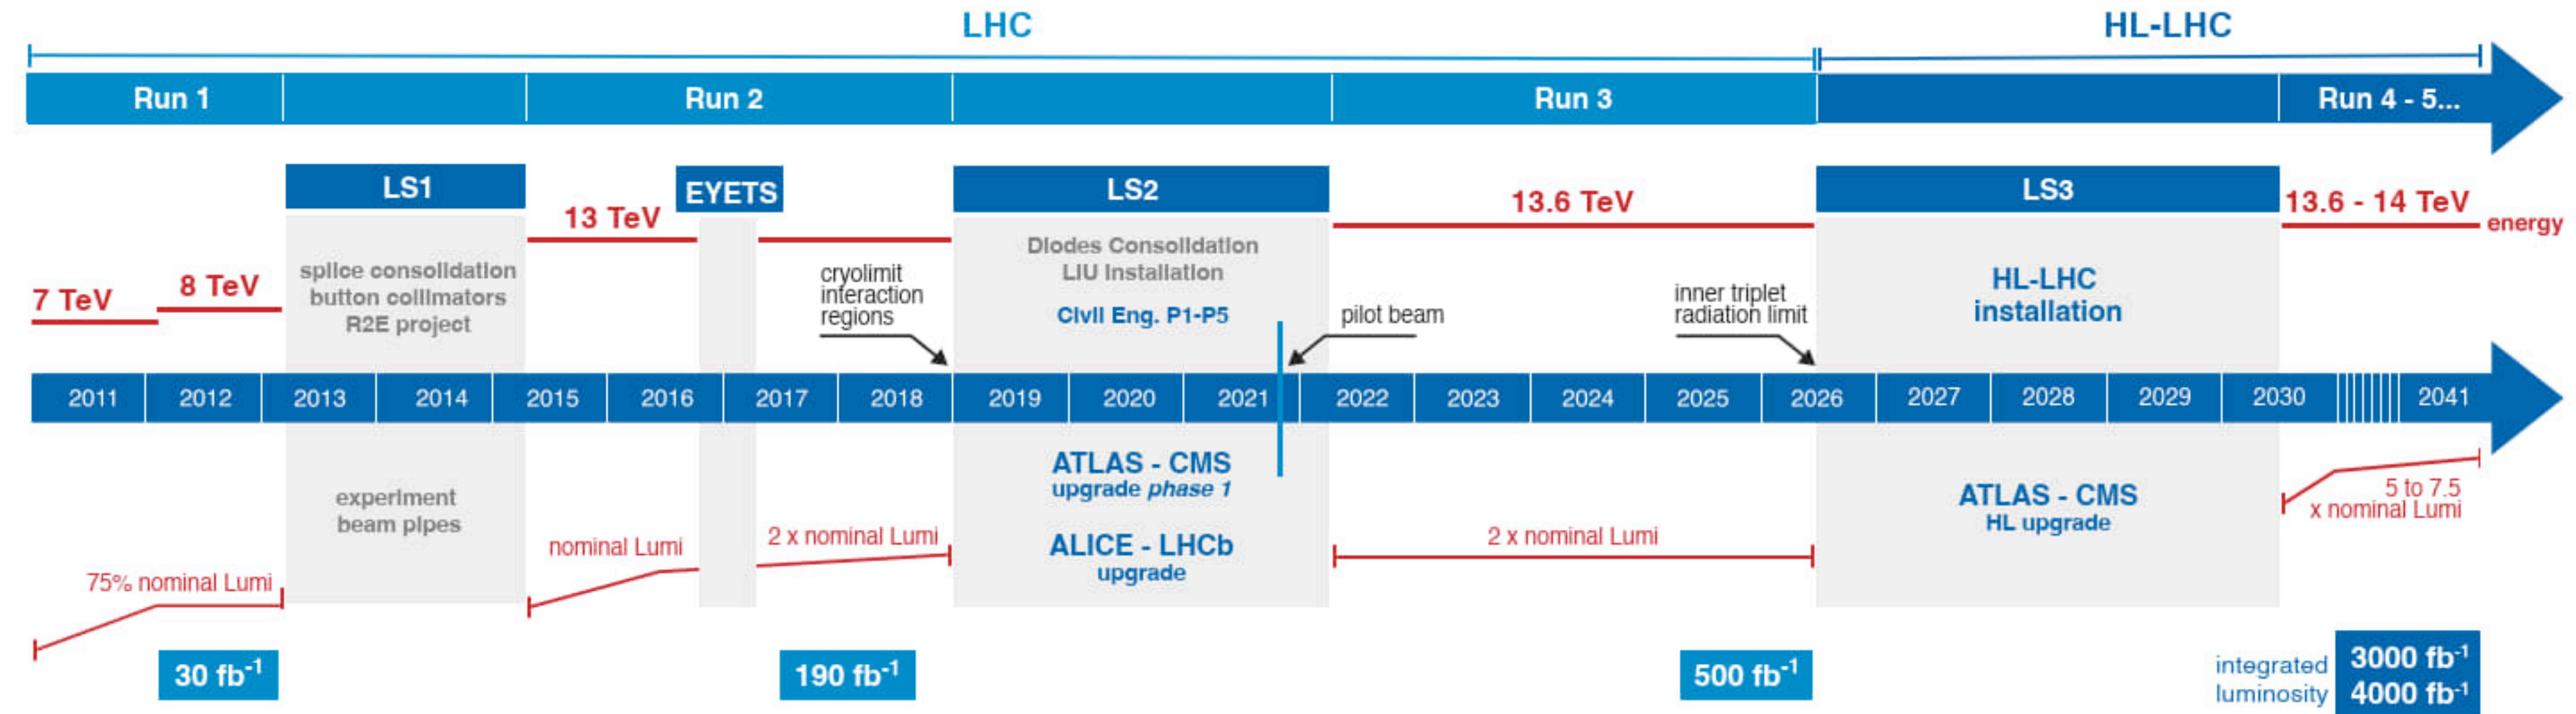 LHC
HL-LHC
Run 1
Run 2
Run 3
Run 4 - 5...
LS1
EYETS
LS2
LS3
13 TeV
13.6 TeV
13.6 - 14 TeV
energy
7 TeV
8 TeV
splice consolidation
button collimators
R2E project
cryolimit
interaction
regions
Diodes Consolidation
LIU Installation
Civil Eng. P1-P5
pilot beam
inner triplet
radiation limit
HL-LHC
installation
2011
2012
2013
2014
2015
2016
2017
2018
2019
2020
2021
2022
2023
2024
2025
2026
2027
2028
2029
2030
2041
experiment
beam pipes
ATLAS - CMS
upgrade phase 1
ALICE - LHCb
upgrade
ATLAS - CMS
HL upgrade
5 to 7.5
x nominal Lumi
75% nominal Lumi
nominal Lumi
2 x nominal Lumi
2 x nominal Lumi
30 fb⁻¹
190 fb⁻¹
500 fb⁻¹
integrated
luminosity
3000 fb⁻¹
4000 fb⁻¹